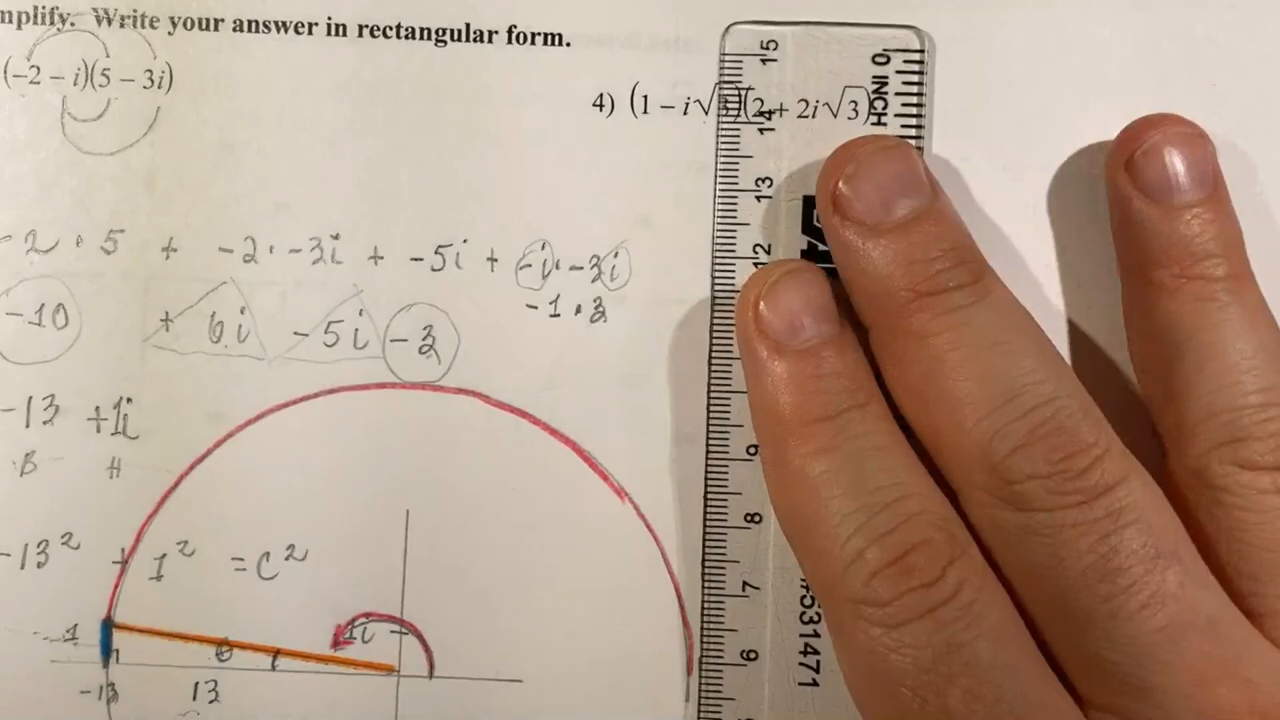 mplify. Write your answer in rectangular form.
(-2 - i)(5 - 3i)
4) (1 - i√3)(2 + 2i√3)
-2 · 5 + -2 · -3i + -5i + -i · -3i
-1 · 3
-10 + 6i - 5i - 3
-13 + 1i
B H
-13² + 1² = C²
1
1i
-13 13
0 INCH
15
14
13
12
9
8
7
6
#531471